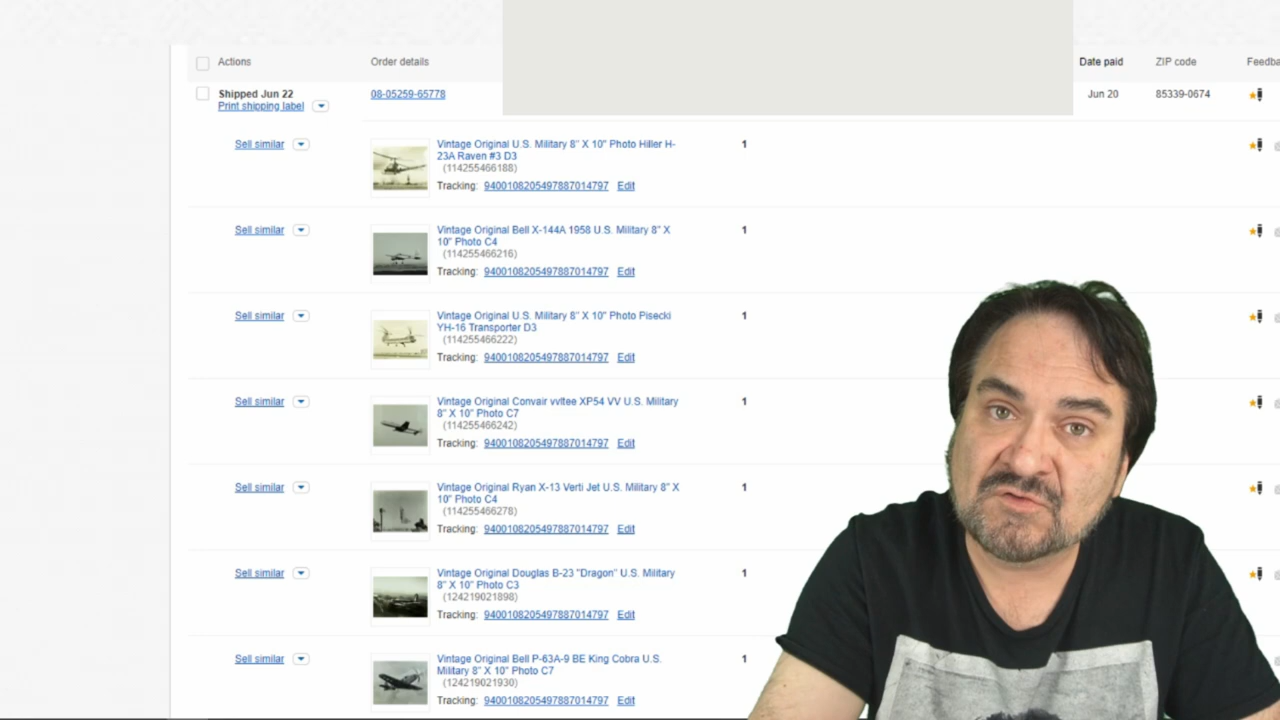 Actions Order details Date paid ZIP code Feedba
Shipped Jun 22 08-05259-65778 Jun 20 85339-0674
Print shipping label
Sell similar Vintage Original U.S. Military 8" X 10" Photo Hiller H- 1
23A Raven #3 D3
(114255466188)
Tracking: 9400108205497887014797 Edit
Sell similar Vintage Original Bell X-144A 1958 U.S. Military 8" X 1
10" Photo C4
(114255466216)
Tracking: 9400108205497887014797 Edit
Sell similar Vintage Original U.S. Military 8" X 10" Photo Pisecki 1
YH-16 Transporter D3
(114255466222)
Tracking: 9400108205497887014797 Edit
Sell similar Vintage Original Convair vvltee XP54 VV U.S. Military 1
8" X 10" Photo C7
(114255466242)
Tracking: 9400108205497887014797 Edit
Sell similar Vintage Original Ryan X-13 Verti Jet U.S. Military 8" X 1
10" Photo C4
(114255466278)
Tracking: 9400108205497887014797 Edit
Sell similar Vintage Original Douglas B-23 "Dragon" U.S. Military 1
8" X 10" Photo C3
(124219021898)
Tracking: 9400108205497887014797 Edit
Sell similar Vintage Original Bell P-63A-9 BE King Cobra U.S. 1
Military 8" X 10" Photo C7
(124219021930)
Tracking: 9400108205497887014797 Edit